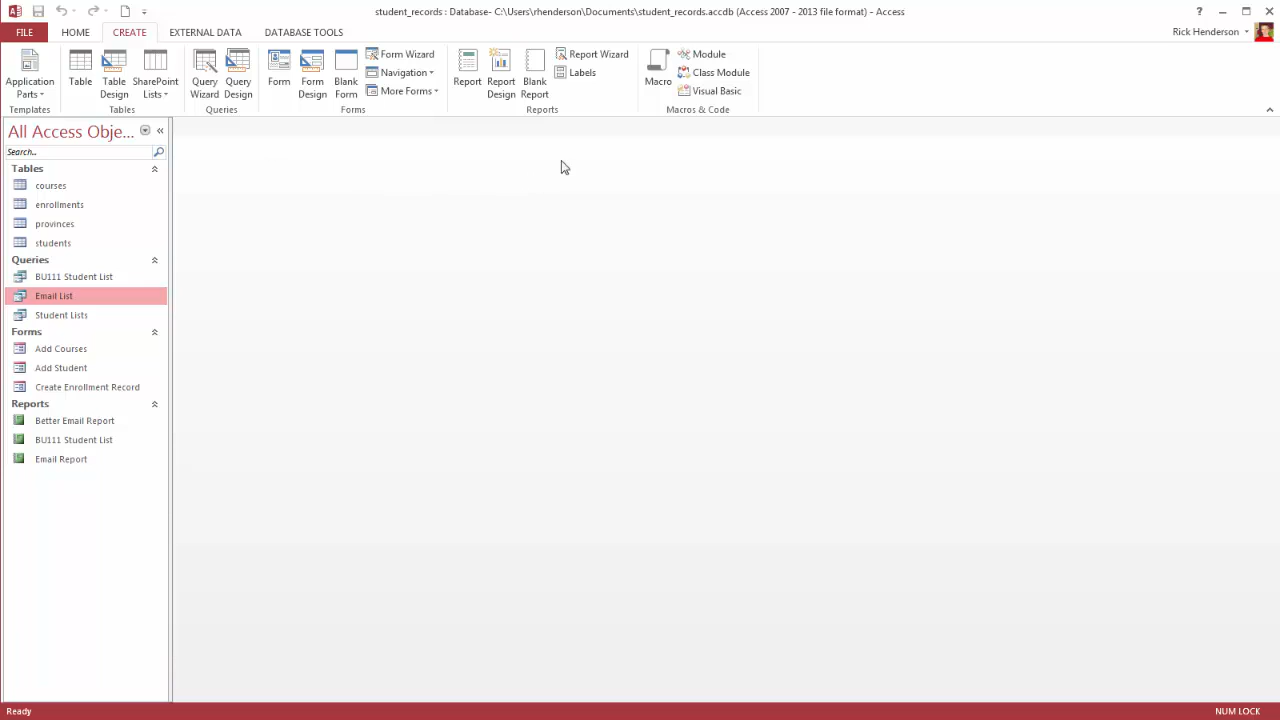 student_records : Database- C:\Users\rhenderson\Documents\student_records.accdb (Access 2007 - 2013 file format) - Access
FILE HOME CREATE EXTERNAL DATA DATABASE TOOLS Rick Henderson
Application Parts
Table
Table Design
SharePoint Lists
Query Wizard
Query Design
Form
Form Design
Blank Form
Form Wizard
Navigation
More Forms
Report
Report Design
Blank Report
Report Wizard
Labels
Macro
Module
Class Module
Visual Basic
Templates Tables Queries Forms Reports Macros & Code
All Access Obje...
Search..
Tables
courses
enrollments
provinces
students
Queries
BU111 Student List
Email List
Student Lists
Forms
Add Courses
Add Student
Create Enrollment Record
Reports
Better Email Report
BU111 Student List
Email Report
Ready NUM LOCK